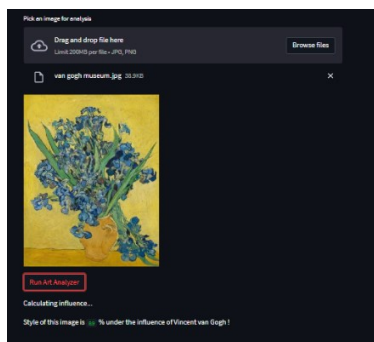 Pick an image for analysis
Drag and drop file here
Limit 200MB per file • JPG, PNG
Browse files
van gogh museum.jpg 38.9KB
Run Art Analyzer
Calculating influence...
Style of this image is % under the influence of Vincent van Gogh !